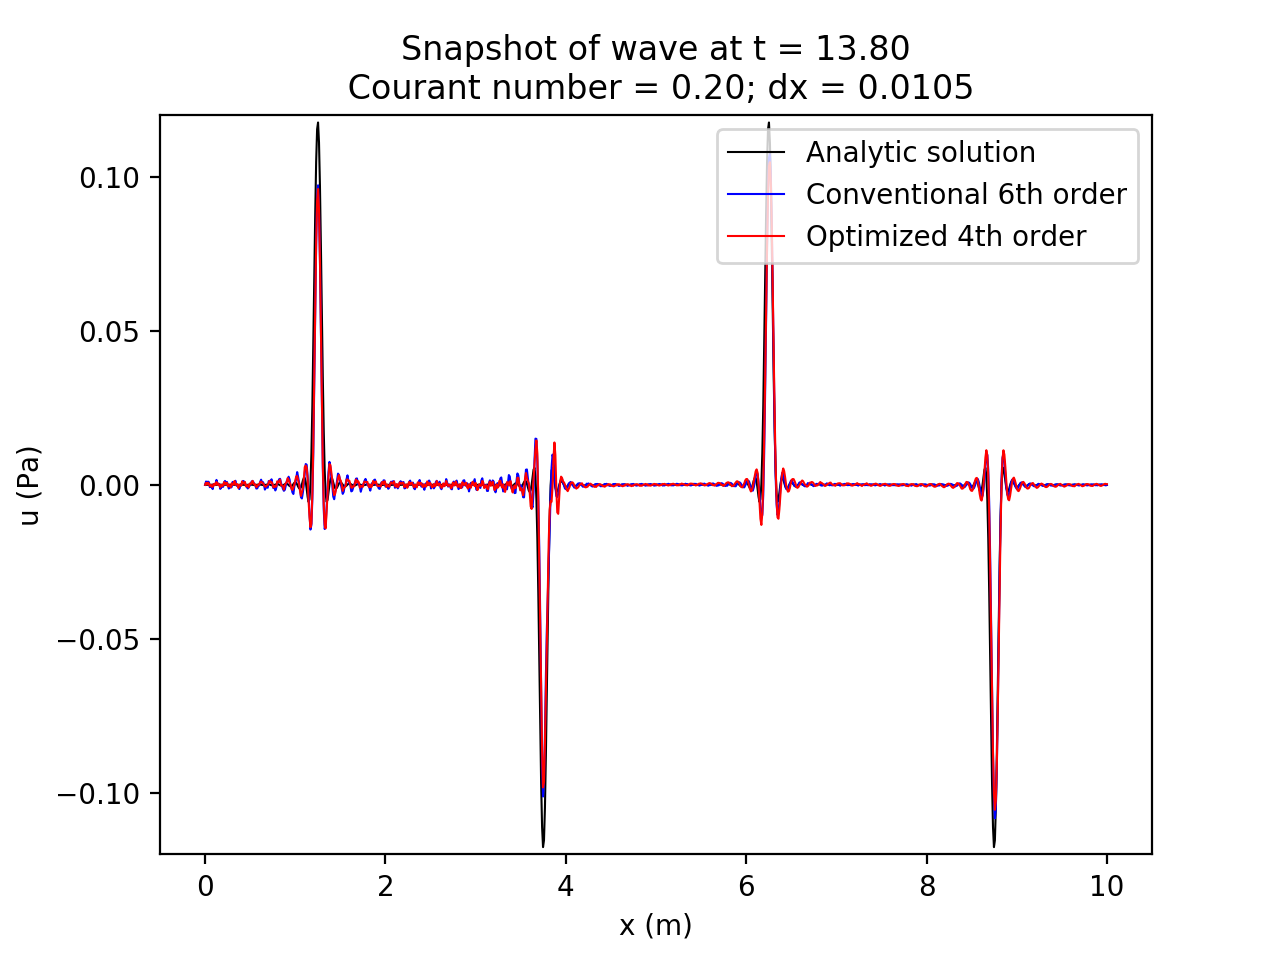 Snapshot of wave at t = 13.80
Courant number = 0.20; dx = 0.0105
Analytic solution
Conventional 6th order
Optimized 4th order
0.10
0.05
0.00
−0.05
−0.10
u (Pa)
0 2 4 6 8 10
x (m)